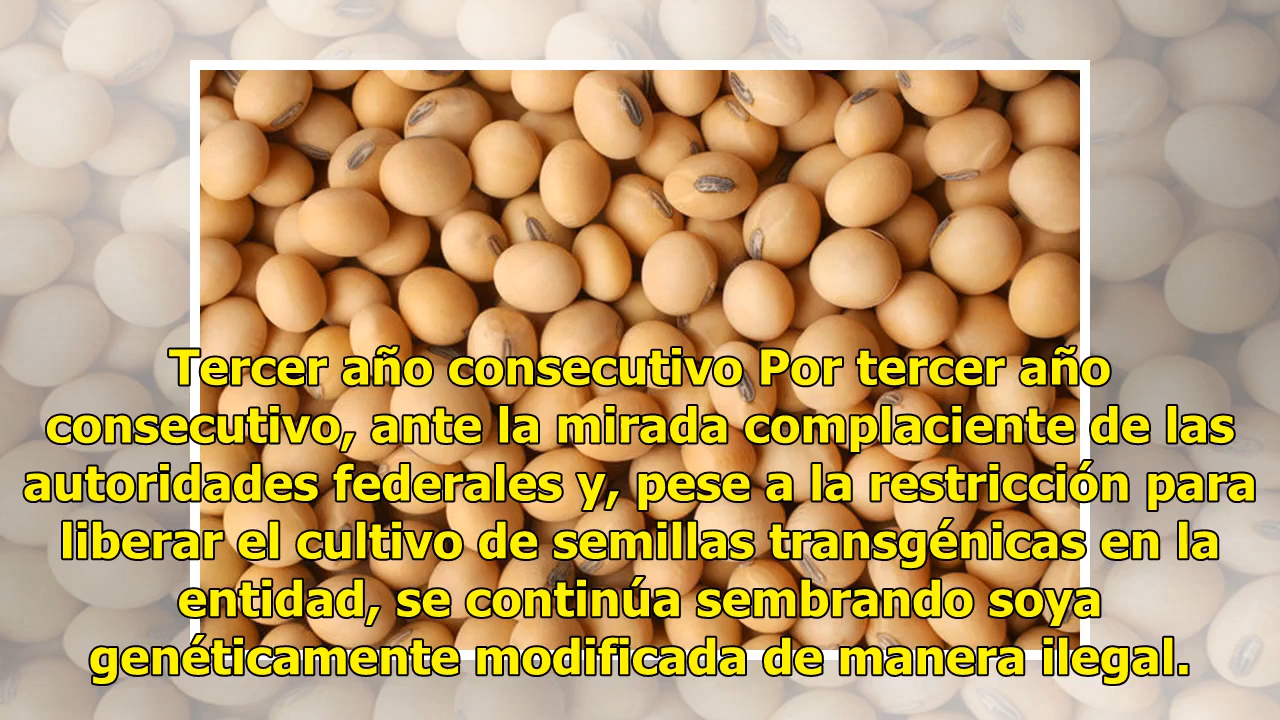 Tercer año consecutivo Por tercer año
consecutivo, ante la mirada complaciente de las
autoridades federales y, pese a la restricción para
liberar el cultivo de semillas transgénicas en la
entidad, se continúa sembrando soya
genéticamente modificada de manera ilegal.